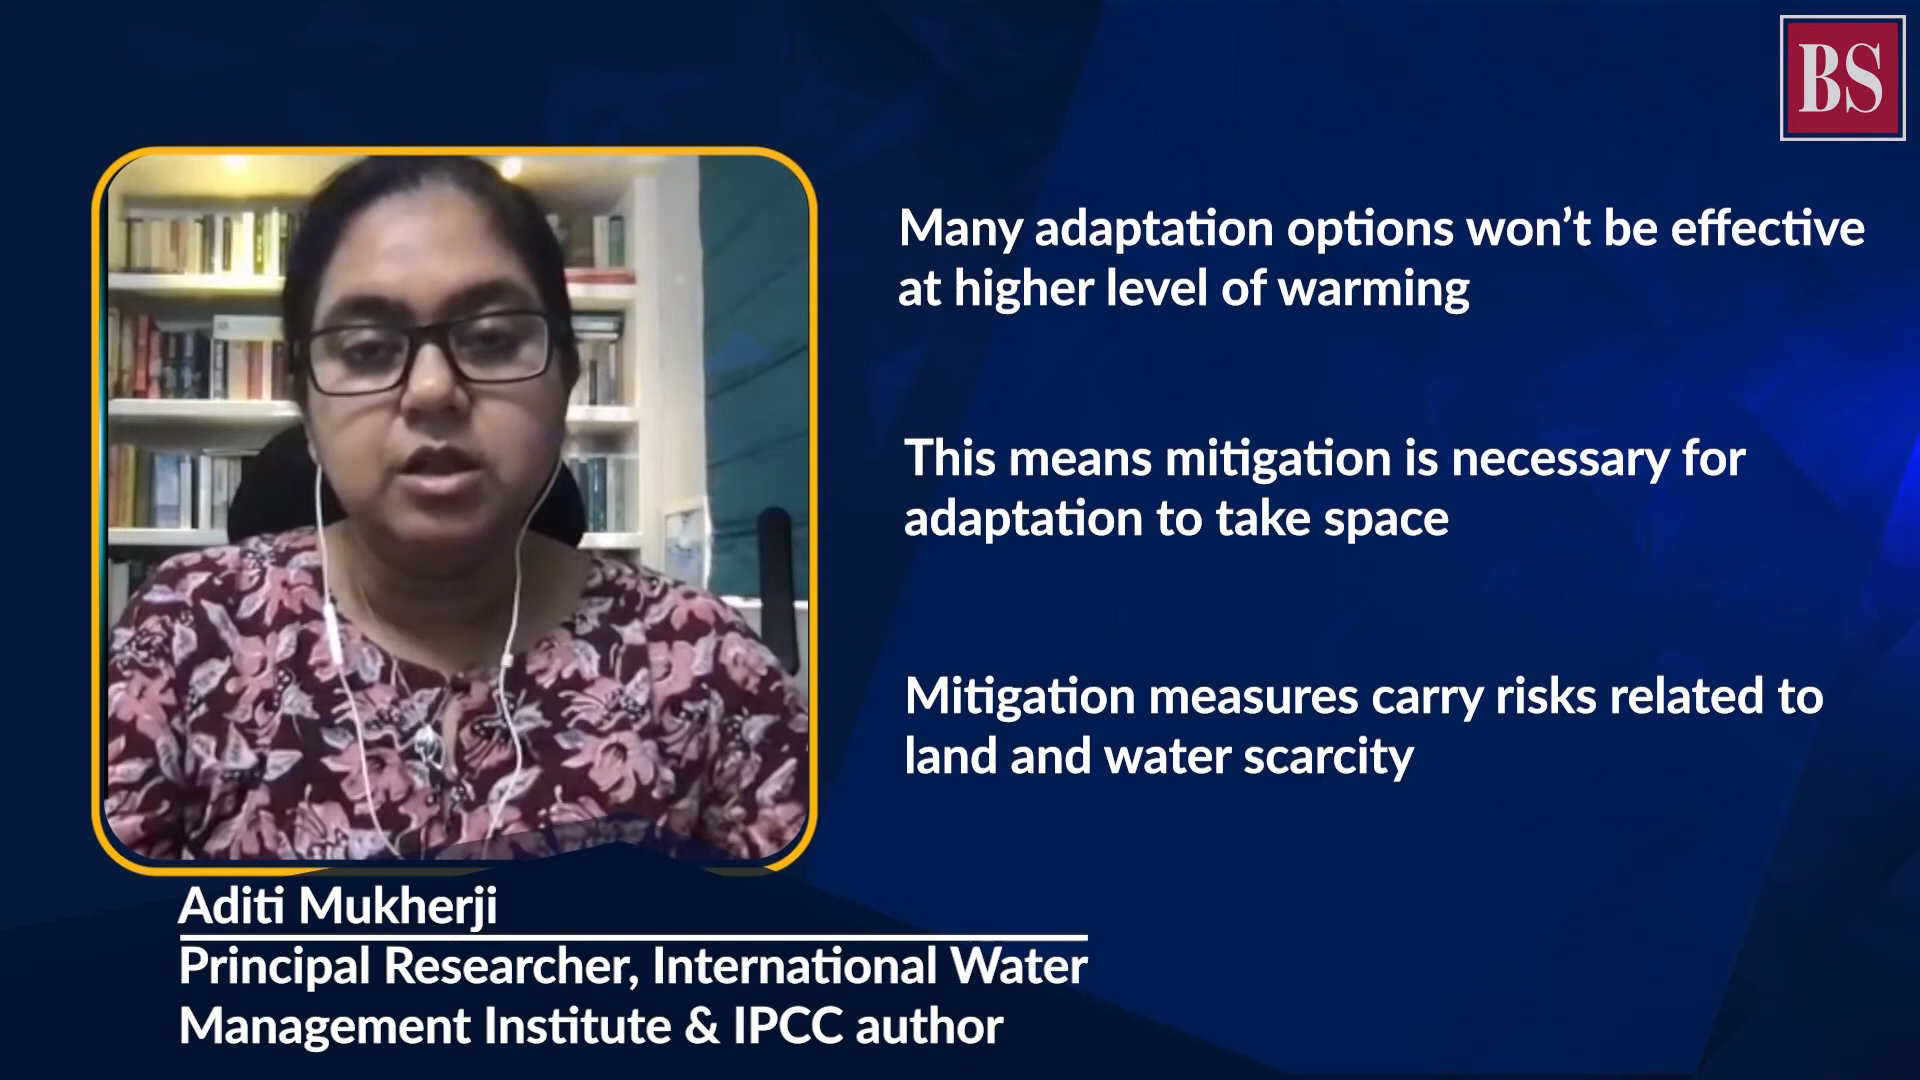 BS
Many adaptation options won’t be effective
at higher level of warming
This means mitigation is necessary for
adaptation to take space
Mitigation measures carry risks related to
land and water scarcity
Aditi Mukherji
Principal Researcher, International Water
Management Institute & IPCC author